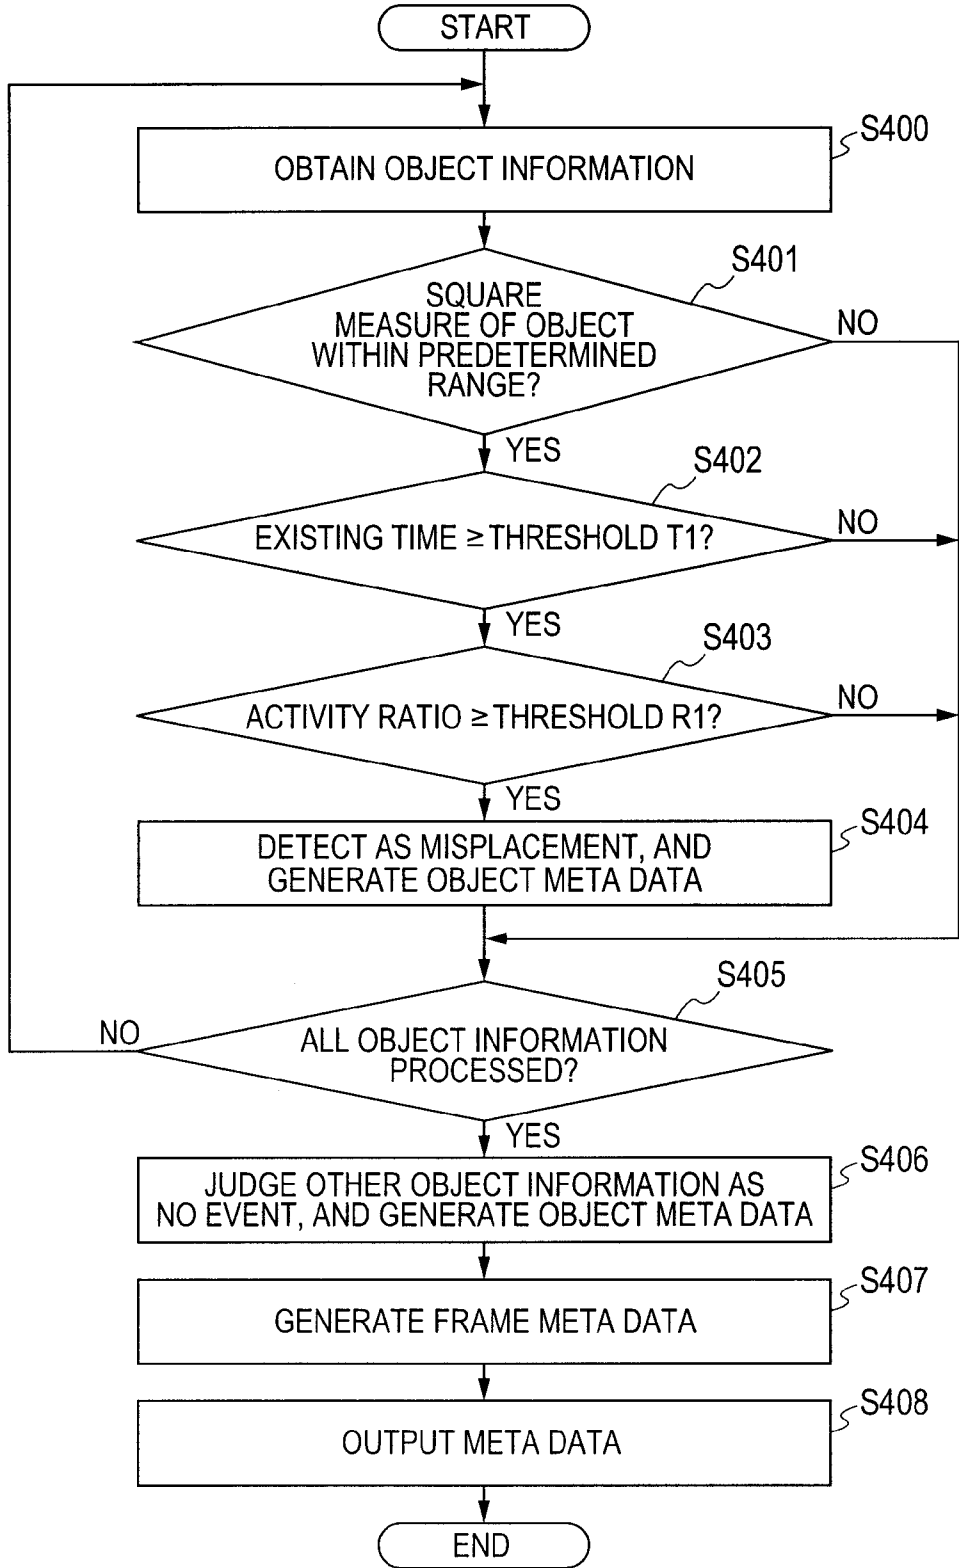 START
S400
OBTAIN OBJECT INFORMATION
S401
SQUARE
MEASURE OF OBJECT
WITHIN PREDETERMINED
RANGE?
NO
YES
S402
EXISTING TIME ≥ THRESHOLD T1?
NO
YES
S403
ACTIVITY RATIO ≥ THRESHOLD R1?
NO
YES
S404
DETECT AS MISPLACEMENT, AND
GENERATE OBJECT META DATA
S405
NO
ALL OBJECT INFORMATION
PROCESSED?
YES
S406
JUDGE OTHER OBJECT INFORMATION AS
NO EVENT, AND GENERATE OBJECT META DATA
S407
GENERATE FRAME META DATA
S408
OUTPUT META DATA
END